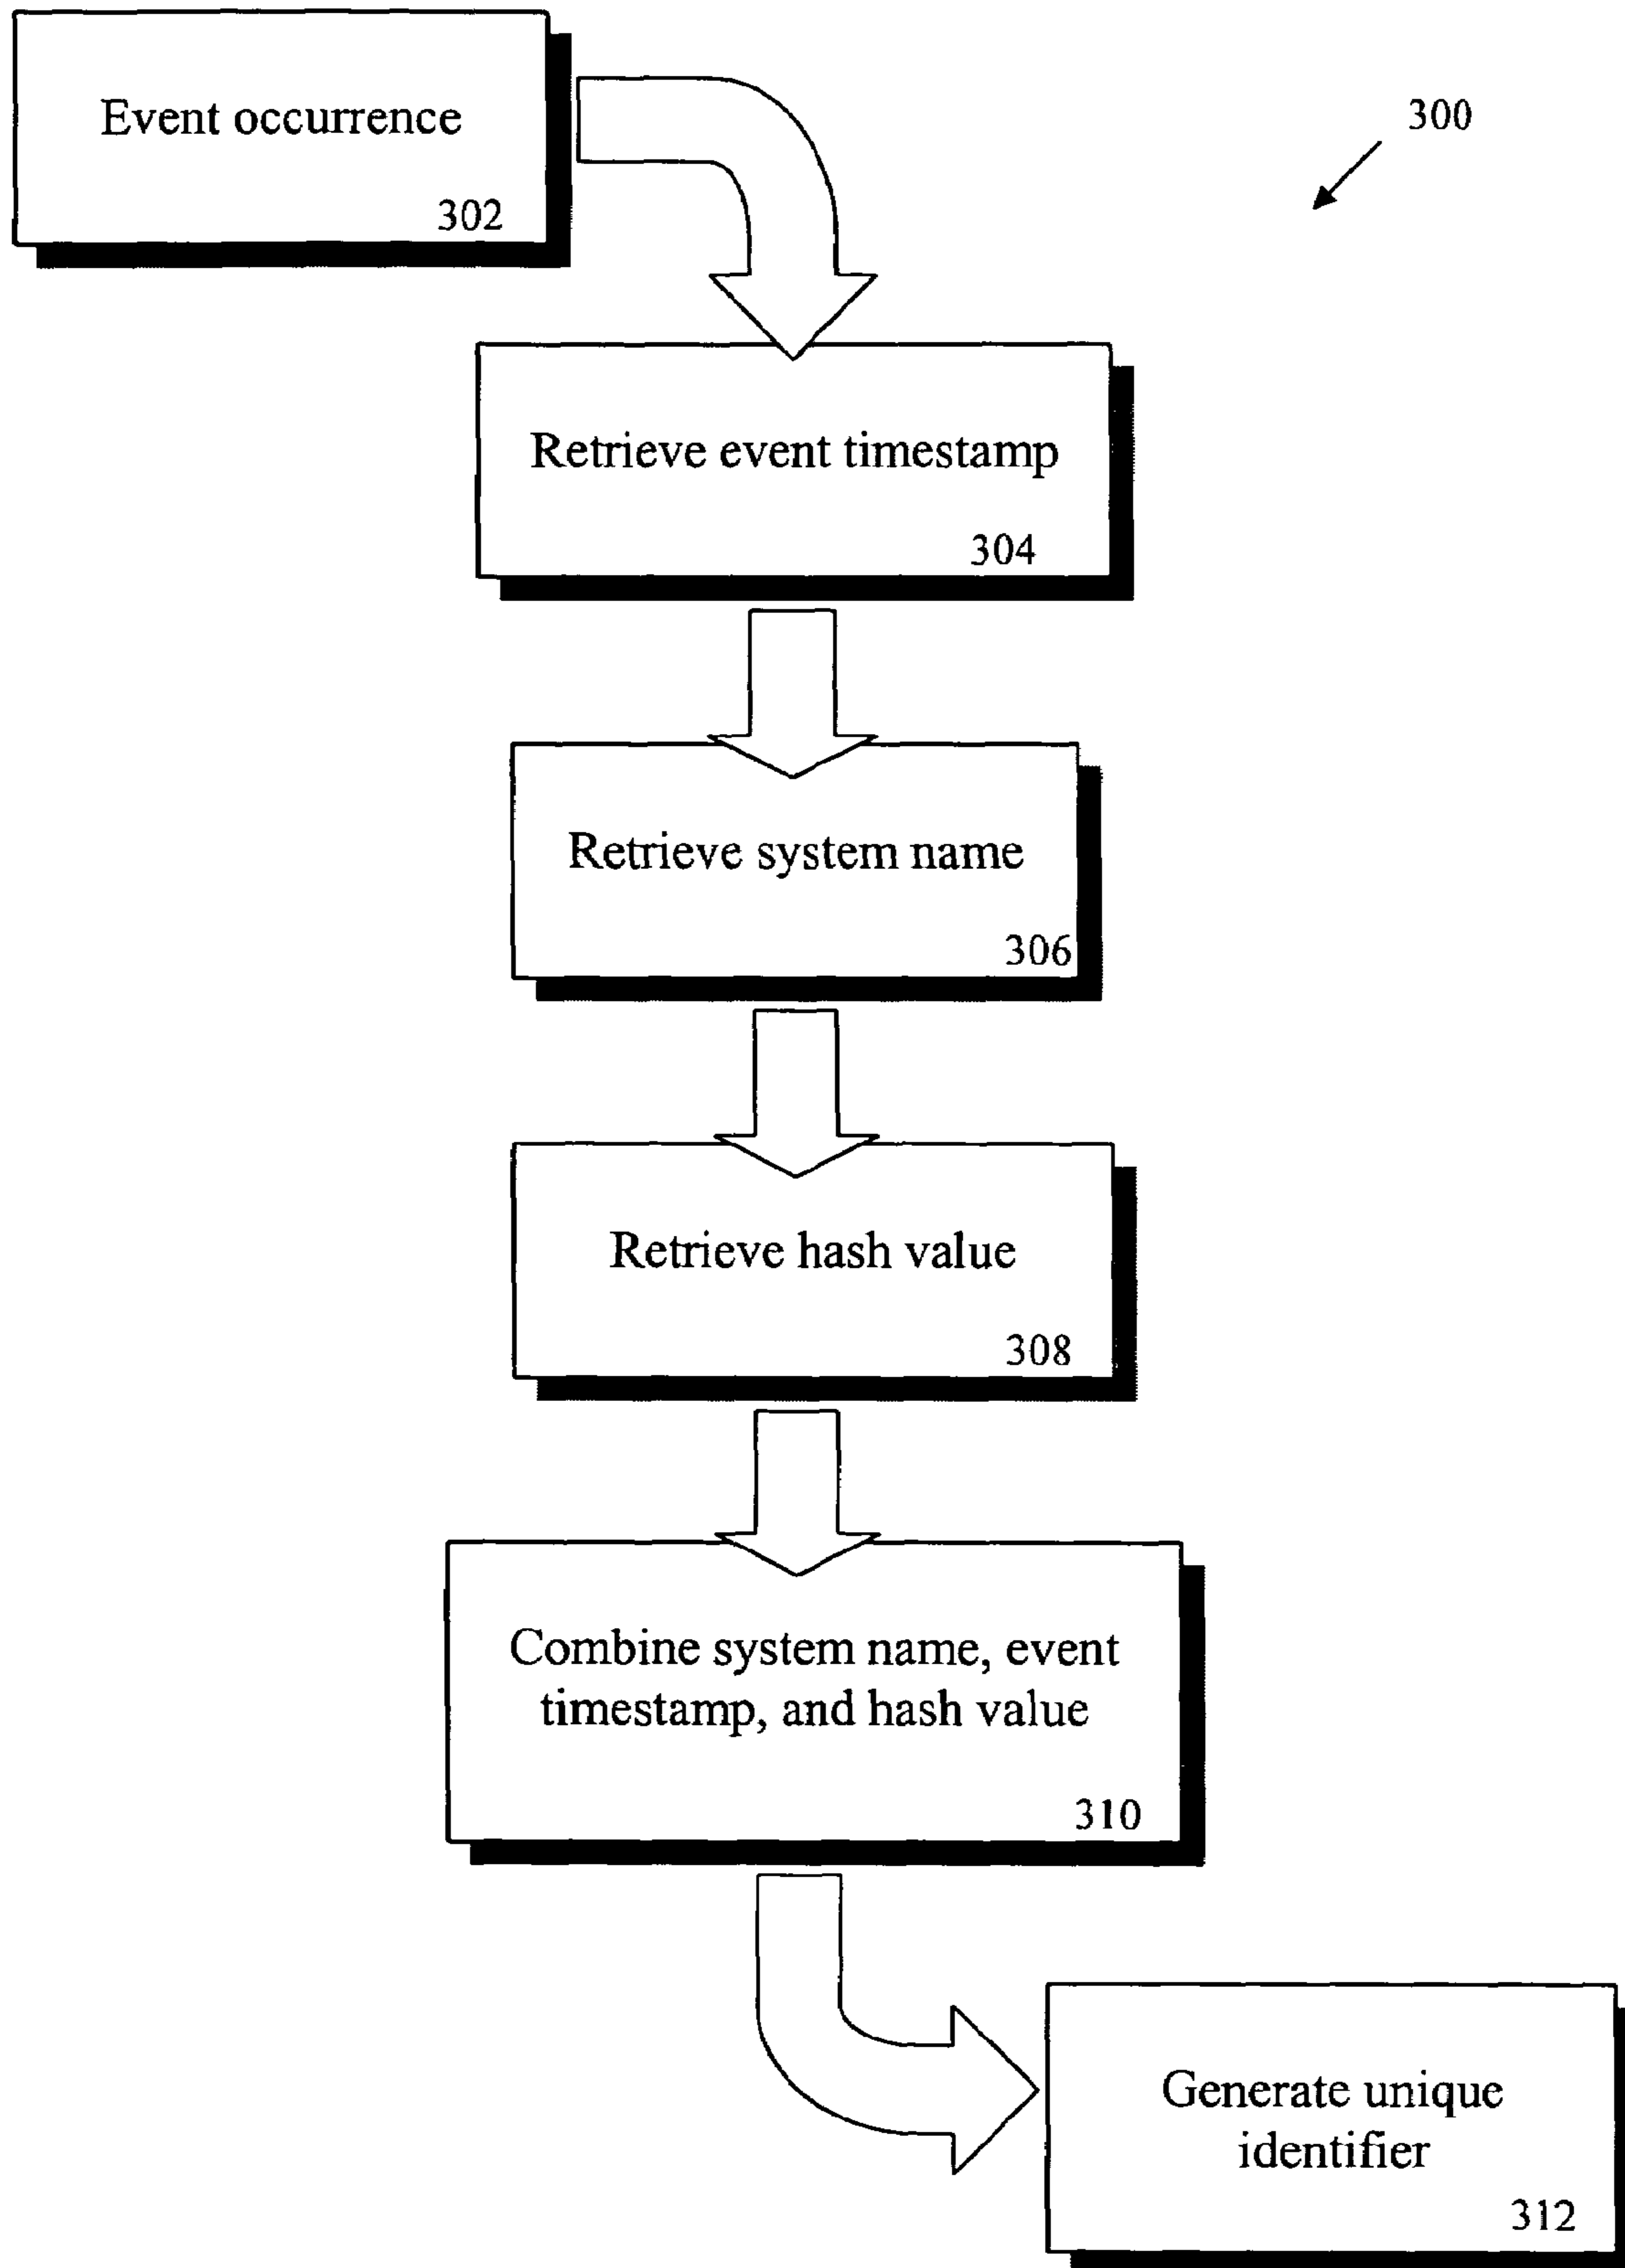 Event occurrence
302
300
Retrieve event timestamp
304
Retrieve system name
306
Retrieve hash value
308
Combine system name, event
timestamp, and hash value
310
Generate unique
identifier
312